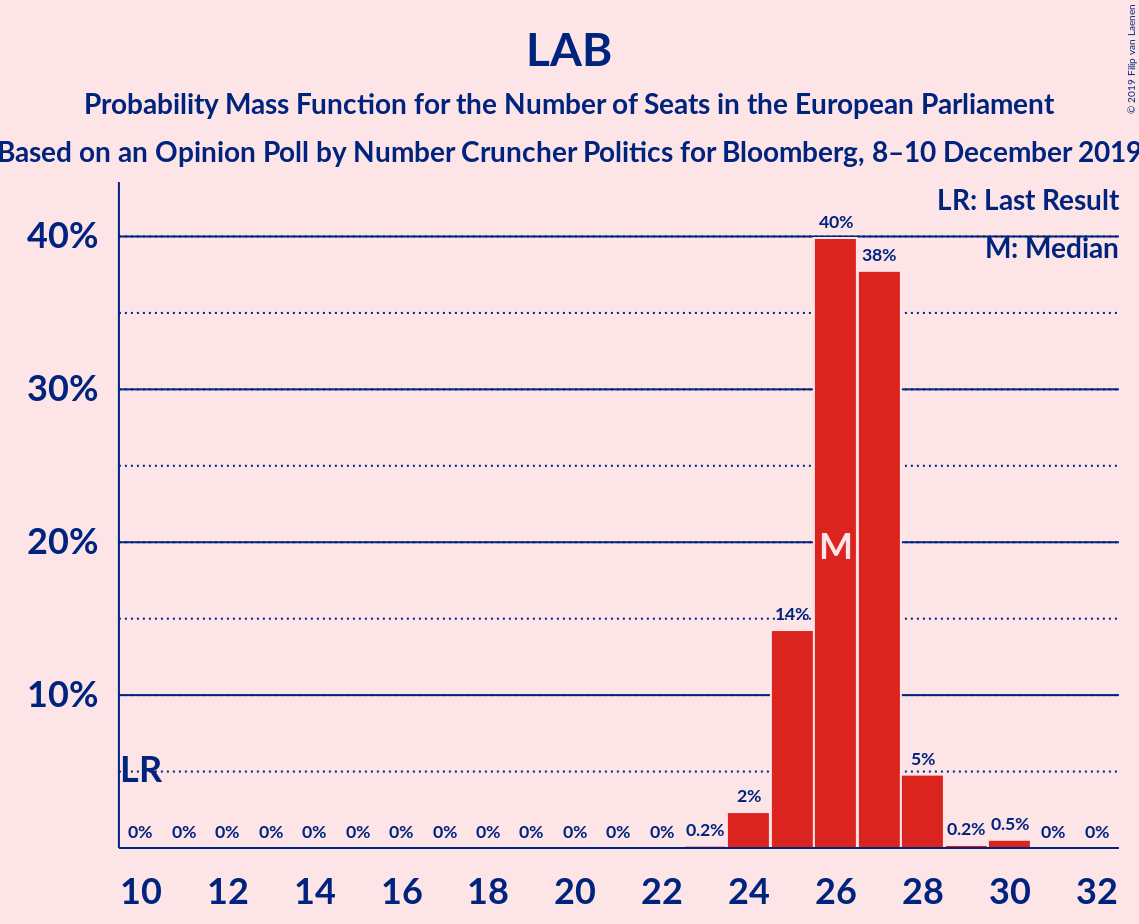 LAB
Probability Mass Function for the Number of Seats in the European Parliament
Based on an Opinion Poll by Number Cruncher Politics for Bloomberg, 8–10 December 2019
© 2019 Filip van Laenen
LR: Last Result
M: Median
40%
30%
20%
10%
LR
M
0% 0% 0% 0% 0% 0% 0% 0% 0% 0% 0% 0% 0% 0.2% 2% 14% 40% 38% 5% 0.2% 0.5% 0% 0%
10 12 14 16 18 20 22 24 26 28 30 32